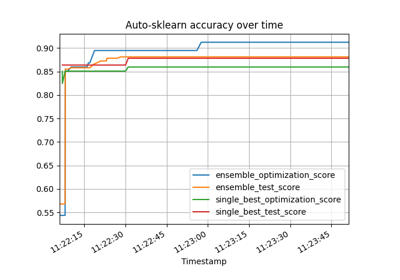 Auto-sklearn accuracy over time
0.90
0.85
0.80
0.75
0.70
0.65
0.60
0.55
ensemble_optimization_score
ensemble_test_score
single_best_optimization_score
single_best_test_score
11:22:15
11:22:30
11:22:45
11:23:00
11:23:15
11:23:30
11:23:45
Timestamp